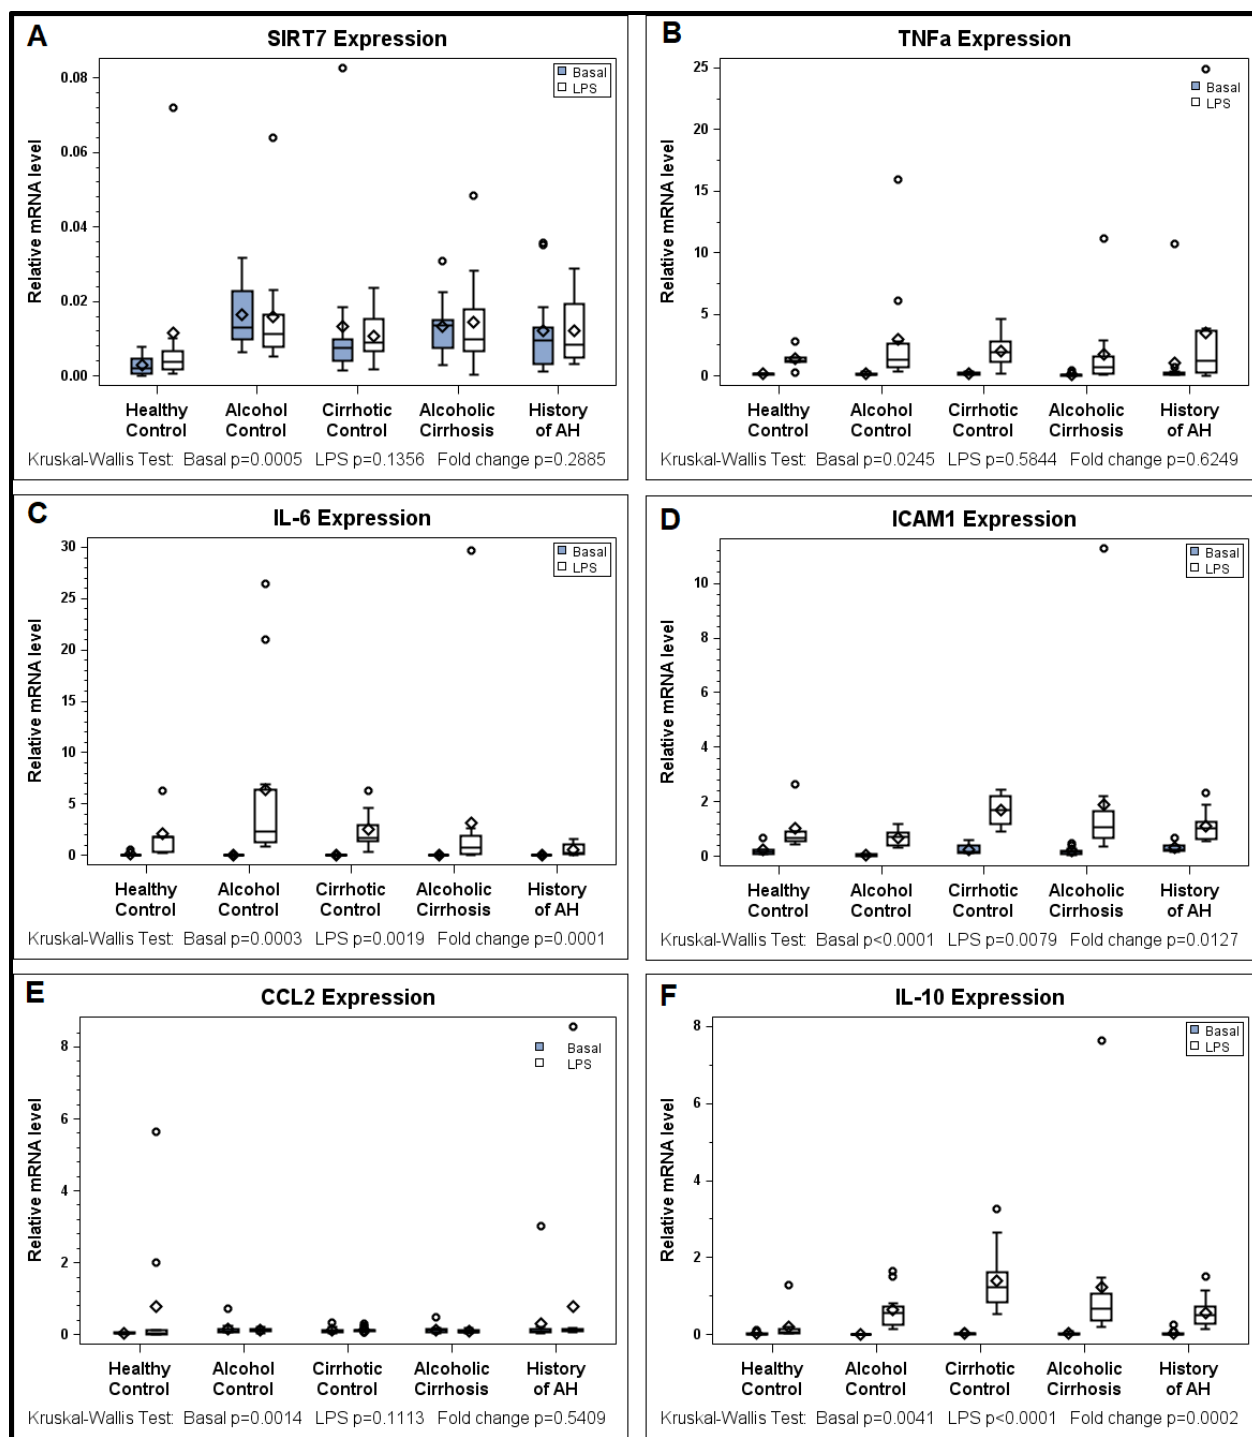 A
SIRT7 Expression
Basal
LPS
Relative mRNA level
0.08
0.06
0.04
0.02
0.00
Healthy Control
Alcohol Control
Cirrhotic Control
Alcoholic Cirrhosis
History of AH
Kruskal-Wallis Test: Basal p=0.0005 LPS p=0.1356 Fold change p=0.2885
B
TNFa Expression
Basal
LPS
Relative mRNA level
25
20
15
10
5
0
Healthy Control
Alcohol Control
Cirrhotic Control
Alcoholic Cirrhosis
History of AH
Kruskal-Wallis Test: Basal p=0.0245 LPS p=0.5844 Fold change p=0.6249
C
IL-6 Expression
Basal
LPS
Relative mRNA level
30
25
20
15
10
5
0
Healthy Control
Alcohol Control
Cirrhotic Control
Alcoholic Cirrhosis
History of AH
Kruskal-Wallis Test: Basal p=0.0003 LPS p=0.0019 Fold change p=0.0001
D
ICAM1 Expression
Basal
LPS
Relative mRNA level
10
8
6
4
2
0
Healthy Control
Alcohol Control
Cirrhotic Control
Alcoholic Cirrhosis
History of AH
Kruskal-Wallis Test: Basal p<0.0001 LPS p=0.0079 Fold change p=0.0127
E
CCL2 Expression
Basal
LPS
Relative mRNA level
8
6
4
2
0
Healthy Control
Alcohol Control
Cirrhotic Control
Alcoholic Cirrhosis
History of AH
Kruskal-Wallis Test: Basal p=0.0014 LPS p=0.1113 Fold change p=0.5409
F
IL-10 Expression
Basal
LPS
Relative mRNA level
8
6
4
2
0
Healthy Control
Alcohol Control
Cirrhotic Control
Alcoholic Cirrhosis
History of AH
Kruskal-Wallis Test: Basal p=0.0041 LPS p<0.0001 Fold change p=0.0002